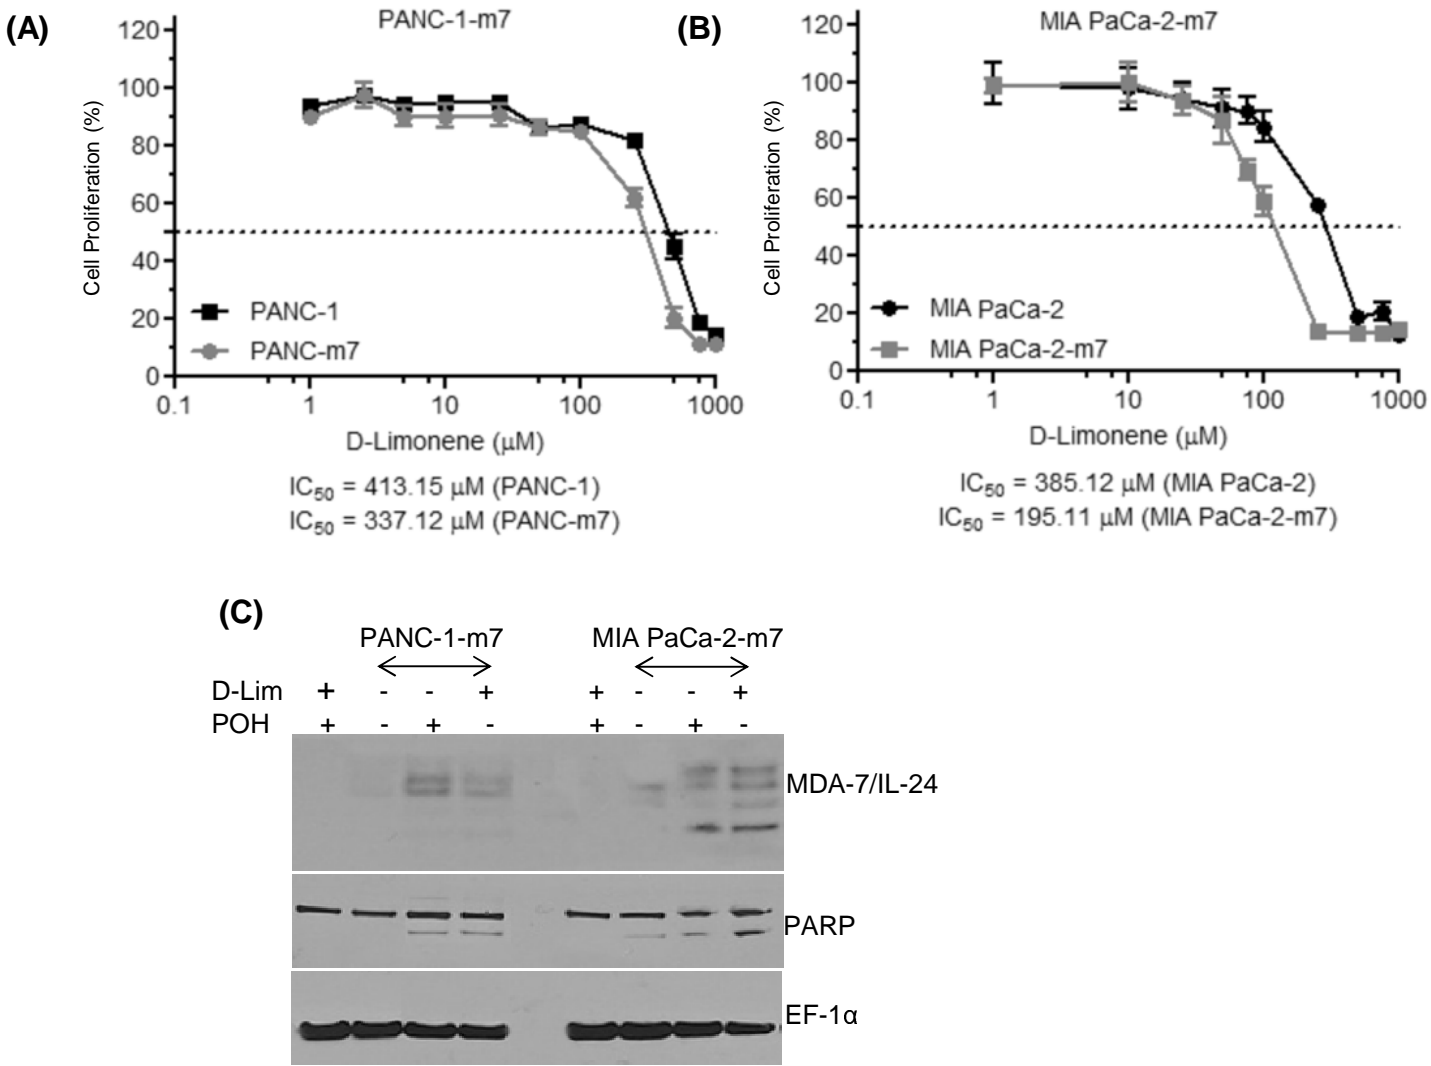 (A)
PANC-1-m7
120
100
80
60
40
20
0
Cell Proliferation (%)
PANC-1
PANC-m7
0.1 1 10 100 1000
D-Limonene (μM)
IC50 = 413.15 μM (PANC-1)
IC50 = 337.12 μM (PANC-m7)
(B)
MIA PaCa-2-m7
120
100
80
60
40
20
0
Cell Proliferation (%)
MIA PaCa-2
MIA PaCa-2-m7
0.1 1 10 100 1000
D-Limonene (μM)
IC50 = 385.12 μM (MIA PaCa-2)
IC50 = 195.11 μM (MIA PaCa-2-m7)
(C)
PANC-1-m7 MIA PaCa-2-m7
D-Lim + - - + + - - +
POH + - + - + - + -
MDA-7/IL-24
PARP
EF-1α